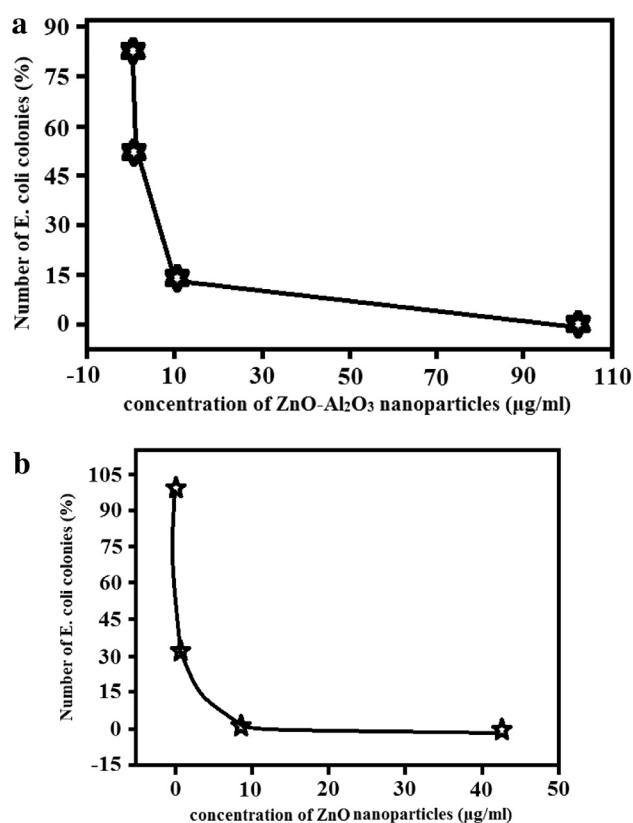 a
Number of E. coli colonies (%)
90
75
60
45
30
15
0
-10 10 30 50 70 90 110
concentration of ZnO-Al₂O₃ nanoparticles (µg/ml)
b
Number of E. coli colonies (%)
105
90
75
60
45
30
15
0
-15
0 10 20 30 40 50
concentration of ZnO nanoparticles (µg/ml)